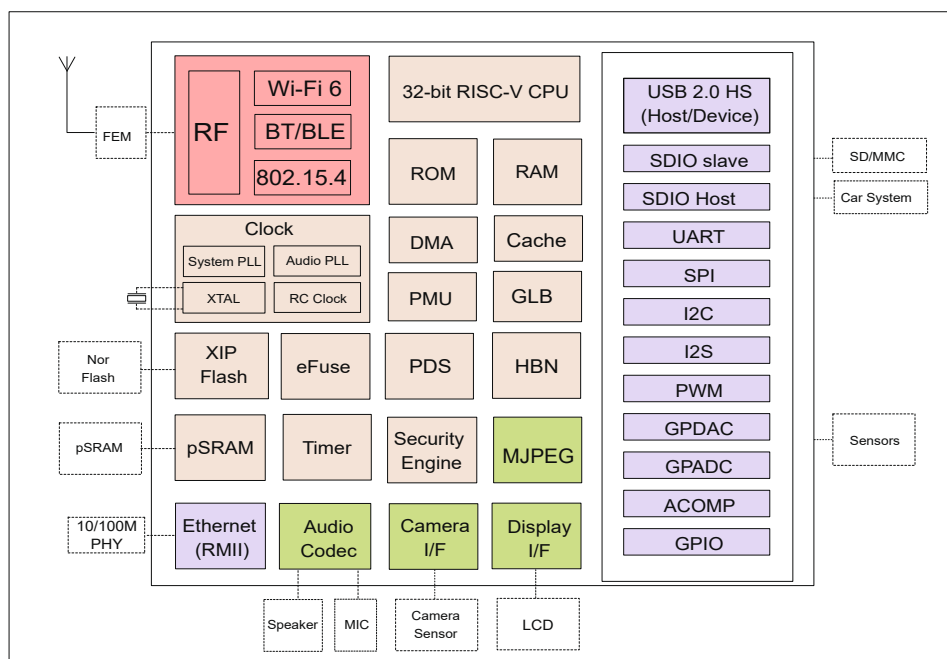 FEM
RF
Wi-Fi 6
BT/BLE
802.15.4
32-bit RISC-V CPU
ROM
RAM
Clock
System PLL
Audio PLL
XTAL
RC Clock
DMA
Cache
PMU
GLB
Nor
Flash
XIP
Flash
eFuse
PDS
HBN
pSRAM
pSRAM
Timer
Security
Engine
MJPEG
10/100M
PHY
Ethernet
(RMII)
Audio
Codec
Camera
I/F
Display
I/F
Speaker
MIC
Camera
Sensor
LCD
USB 2.0 HS
(Host/Device)
SDIO slave
SDIO Host
UART
SPI
I2C
I2S
PWM
GPDAC
GPADC
ACOMP
GPIO
SD/MMC
Car System
Sensors